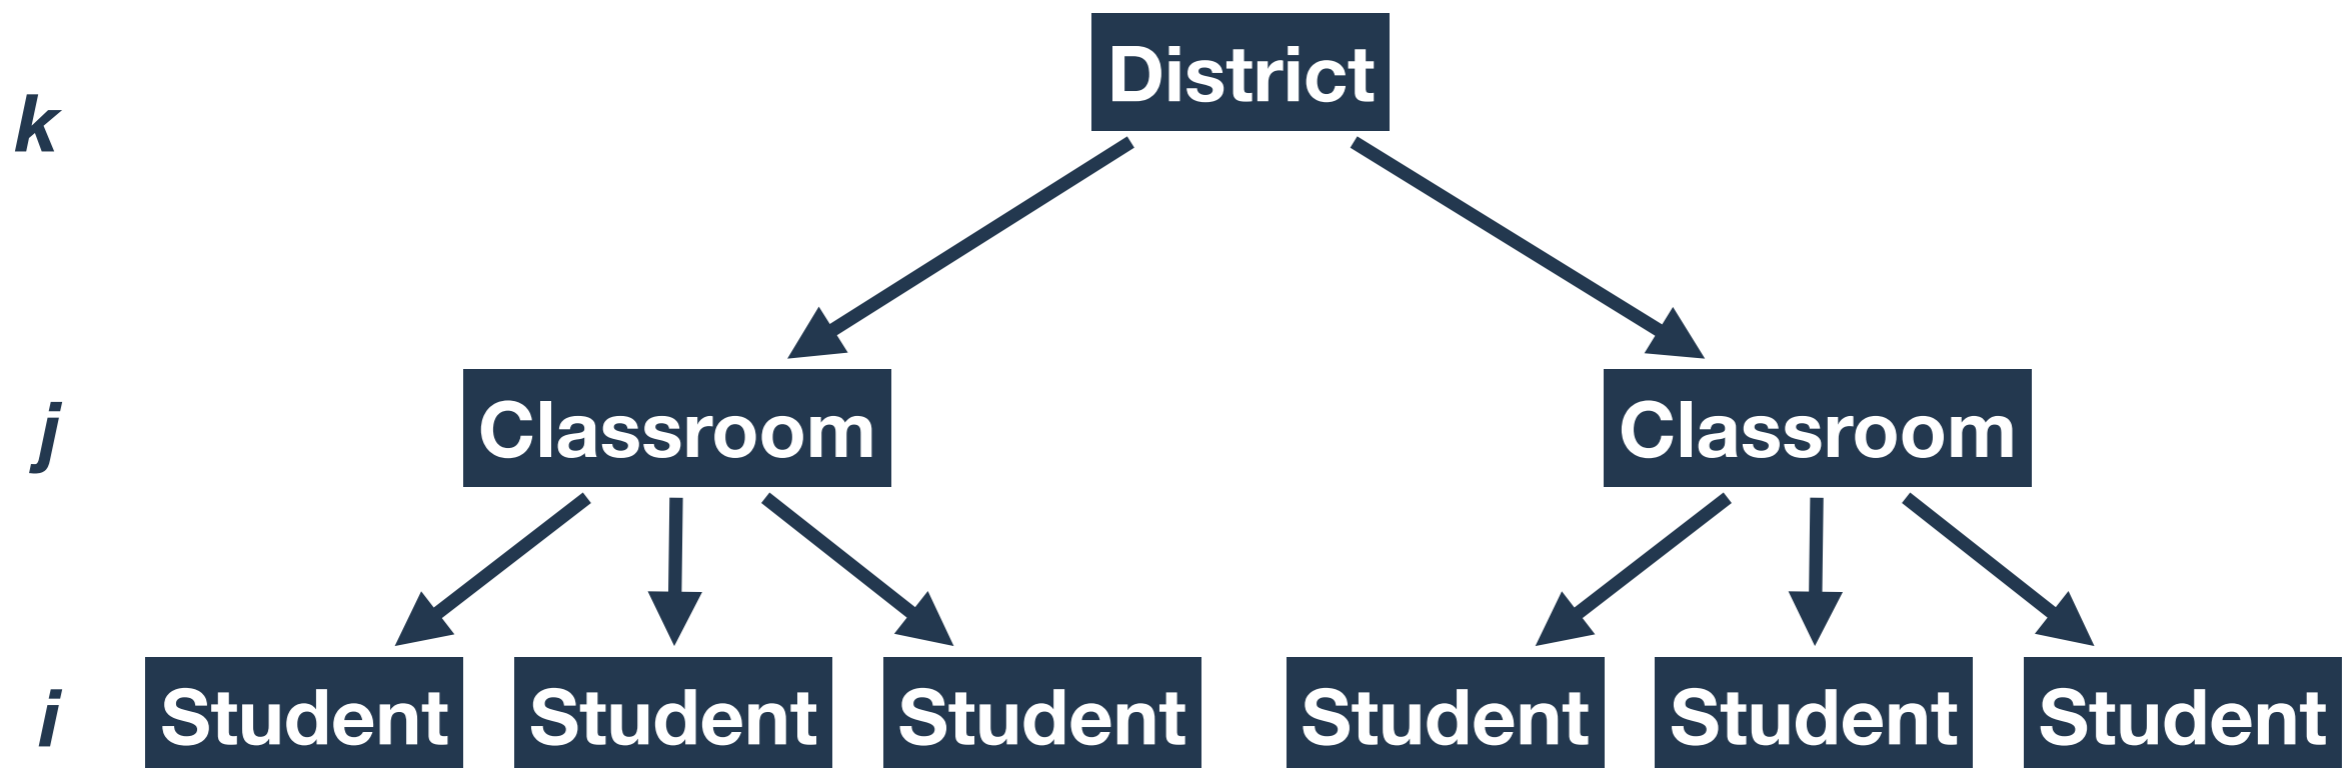 District
k
j
Classroom
Classroom
i
Student
Student
Student
Student
Student
Student